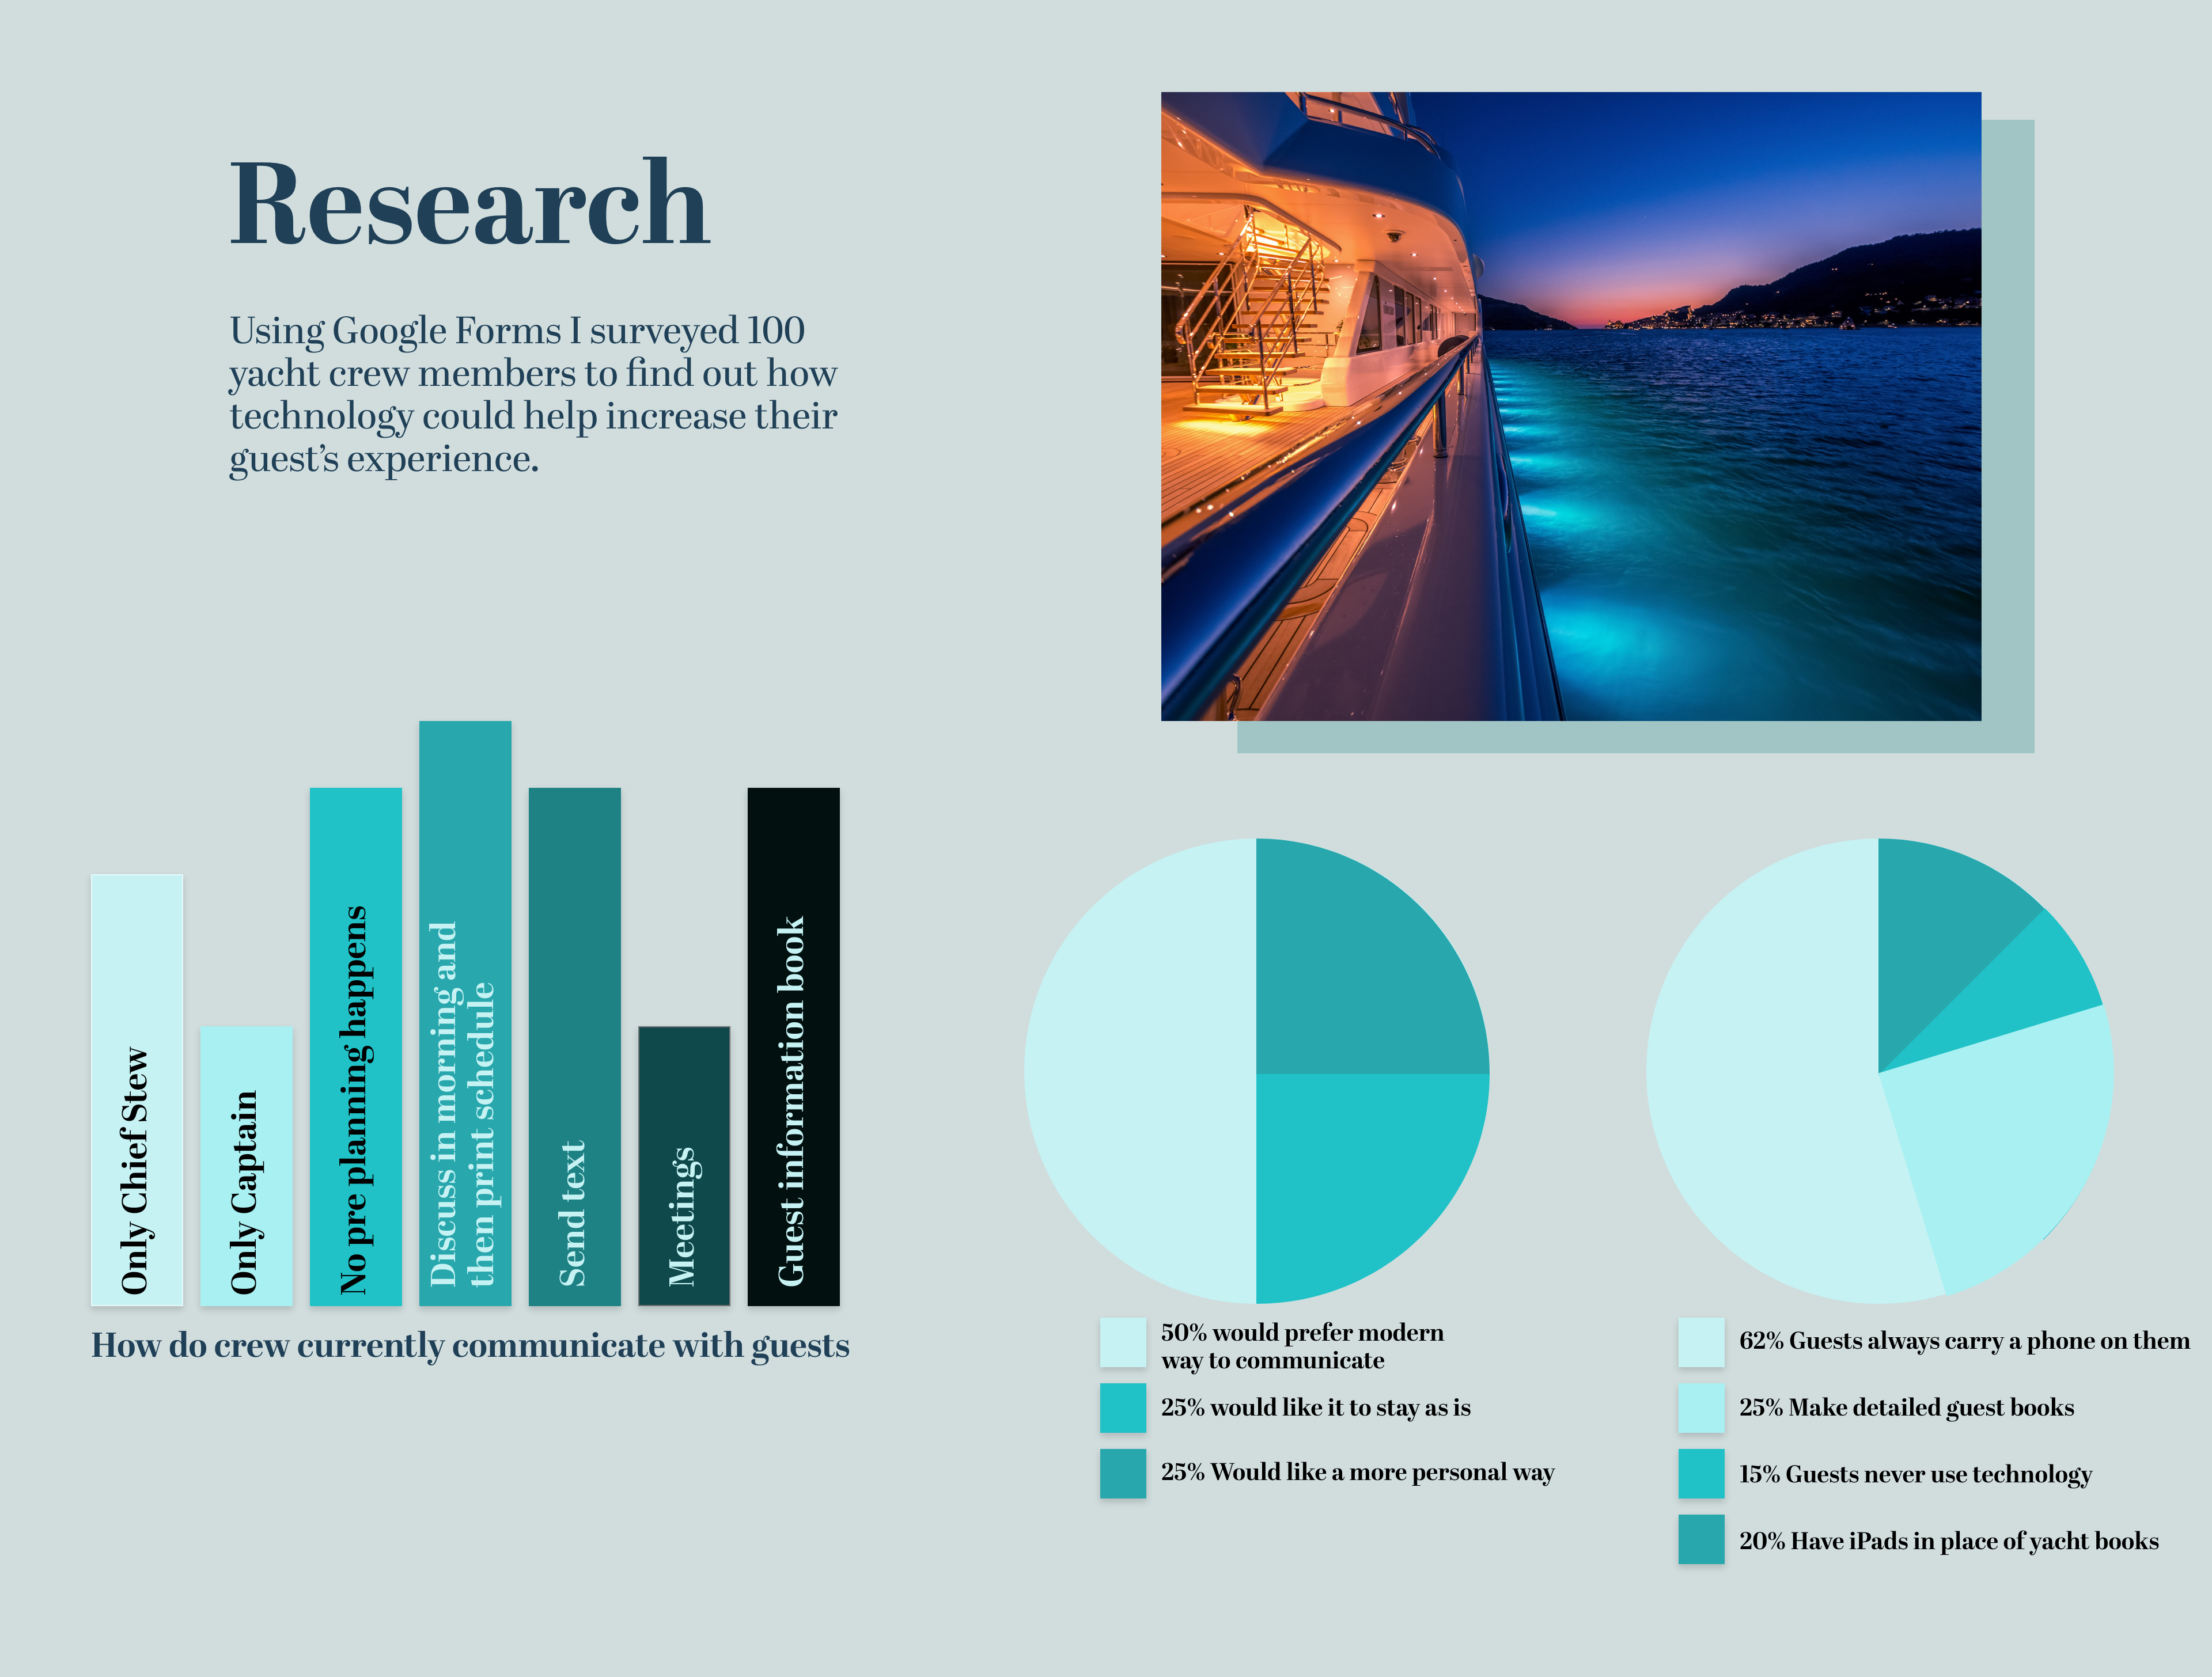 Research
Using Google Forms I surveyed 100
yacht crew members to find out how
technology could help increase their
guest’s experience.
Only Chief Stew
Only Captain
No pre planning happens
Discuss in morning and
then print schedule
Send text
Meetings
Guest information book
How do crew currently communicate with guests
50% would prefer modern
way to communicate
25% would like it to stay as is
25% Would like a more personal way
62% Guests always carry a phone on them
25% Make detailed guest books
15% Guests never use technology
20% Have iPads in place of yacht books